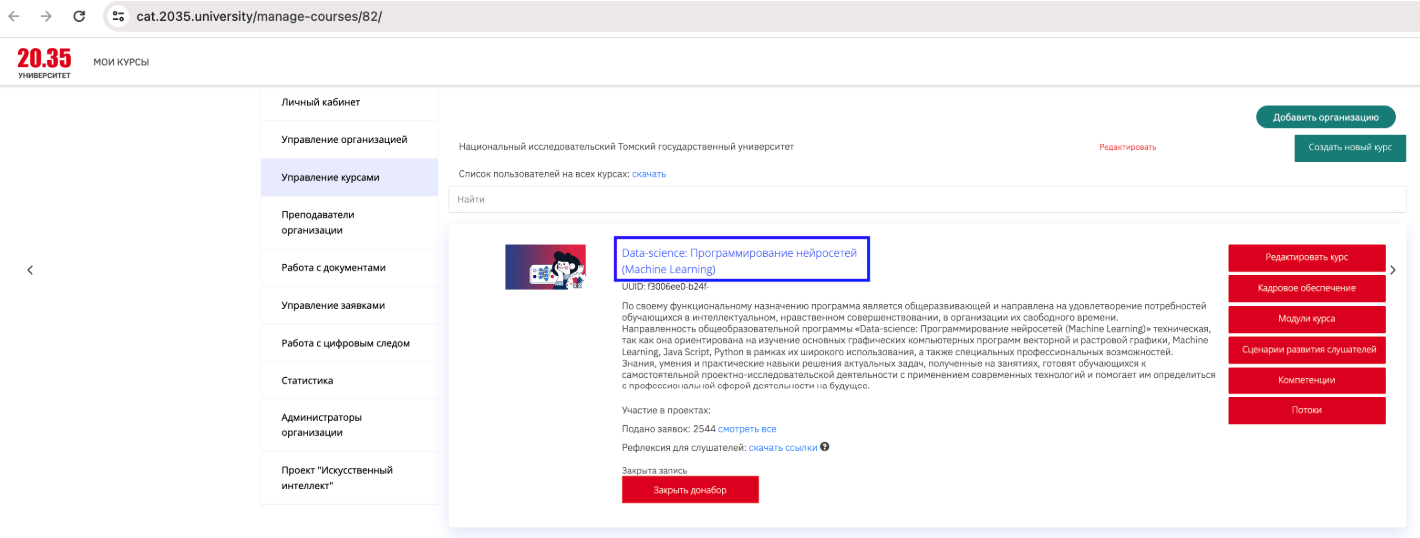 cat.2035.university/manage-courses/82/
20.35
УНИВЕРСИТЕТ
МОИ КУРСЫ
Личный кабинет
Управление организацией
Управление курсами
Преподаватели
организации
Работа с документами
Управление заявками
Работа с цифровым следом
Статистика
Администраторы
организации
Проект "Искусственный
интеллект"
Добавить организацию
Национальный исследовательский Томский государственный университет
Редактировать
Создать новый курс
Список пользователей на всех курсах: скачать
Найти
Data-science: Программирование нейросетей
(Machine Learning)
UUID: f3006ee0-b24f-
По своему функциональному назначению программа является общеразвивающей и направлена на удовлетворение потребностей
обучающихся в интеллектуальном, нравственном совершенствовании, в организации их свободного времени.
Направленность общеобразовательной программы «Data-science: Программирование нейросетей (Machine Learning)» техническая,
так как она ориентирована на изучение основных графических компьютерных программ векторной и растровой графики, Machine
Learning, Java Script, Python в рамках их широкого использования, а также специальных профессиональных возможностей.
Знания, умения и практические навыки решения актуальных задач, полученные на занятиях, готовят обучающихся к
самостоятельной проектно-исследовательской деятельности с применением современных технологий и помогает им определиться
с профессиональной сферой деятельности на будущее.
Участие в проектах:
Подано заявок: 2544 смотреть все
Рефлексия для слушателей: скачать ссылки ?
Закрыта запись
Закрыть донабор
Редактировать курс
Кадровое обеспечение
Модули курса
Сценарии развития слушателей
Компетенции
Потоки